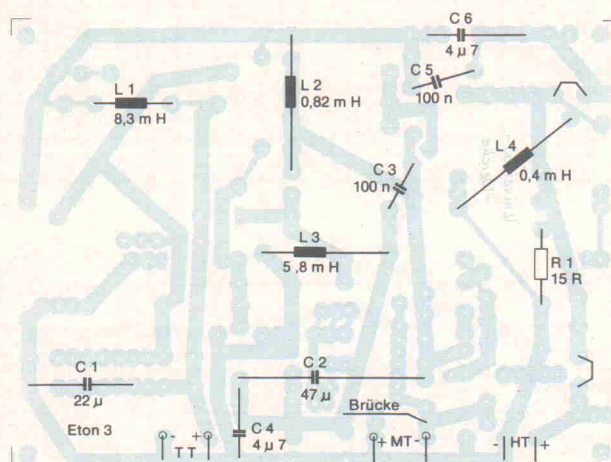 C 6
4 µ 7
C 5
100 n
L 1
8,3 m H
L 2
0,82 m H
L 4
0,4 m H
C 3
100 n
L 3
5 ,8 m H
R 1
15 R
C 1
22 µ
C 2
47 µ
Brücke
C 4
4 µ 7
Eton 3
- +
T T
+ MT -
- HT +